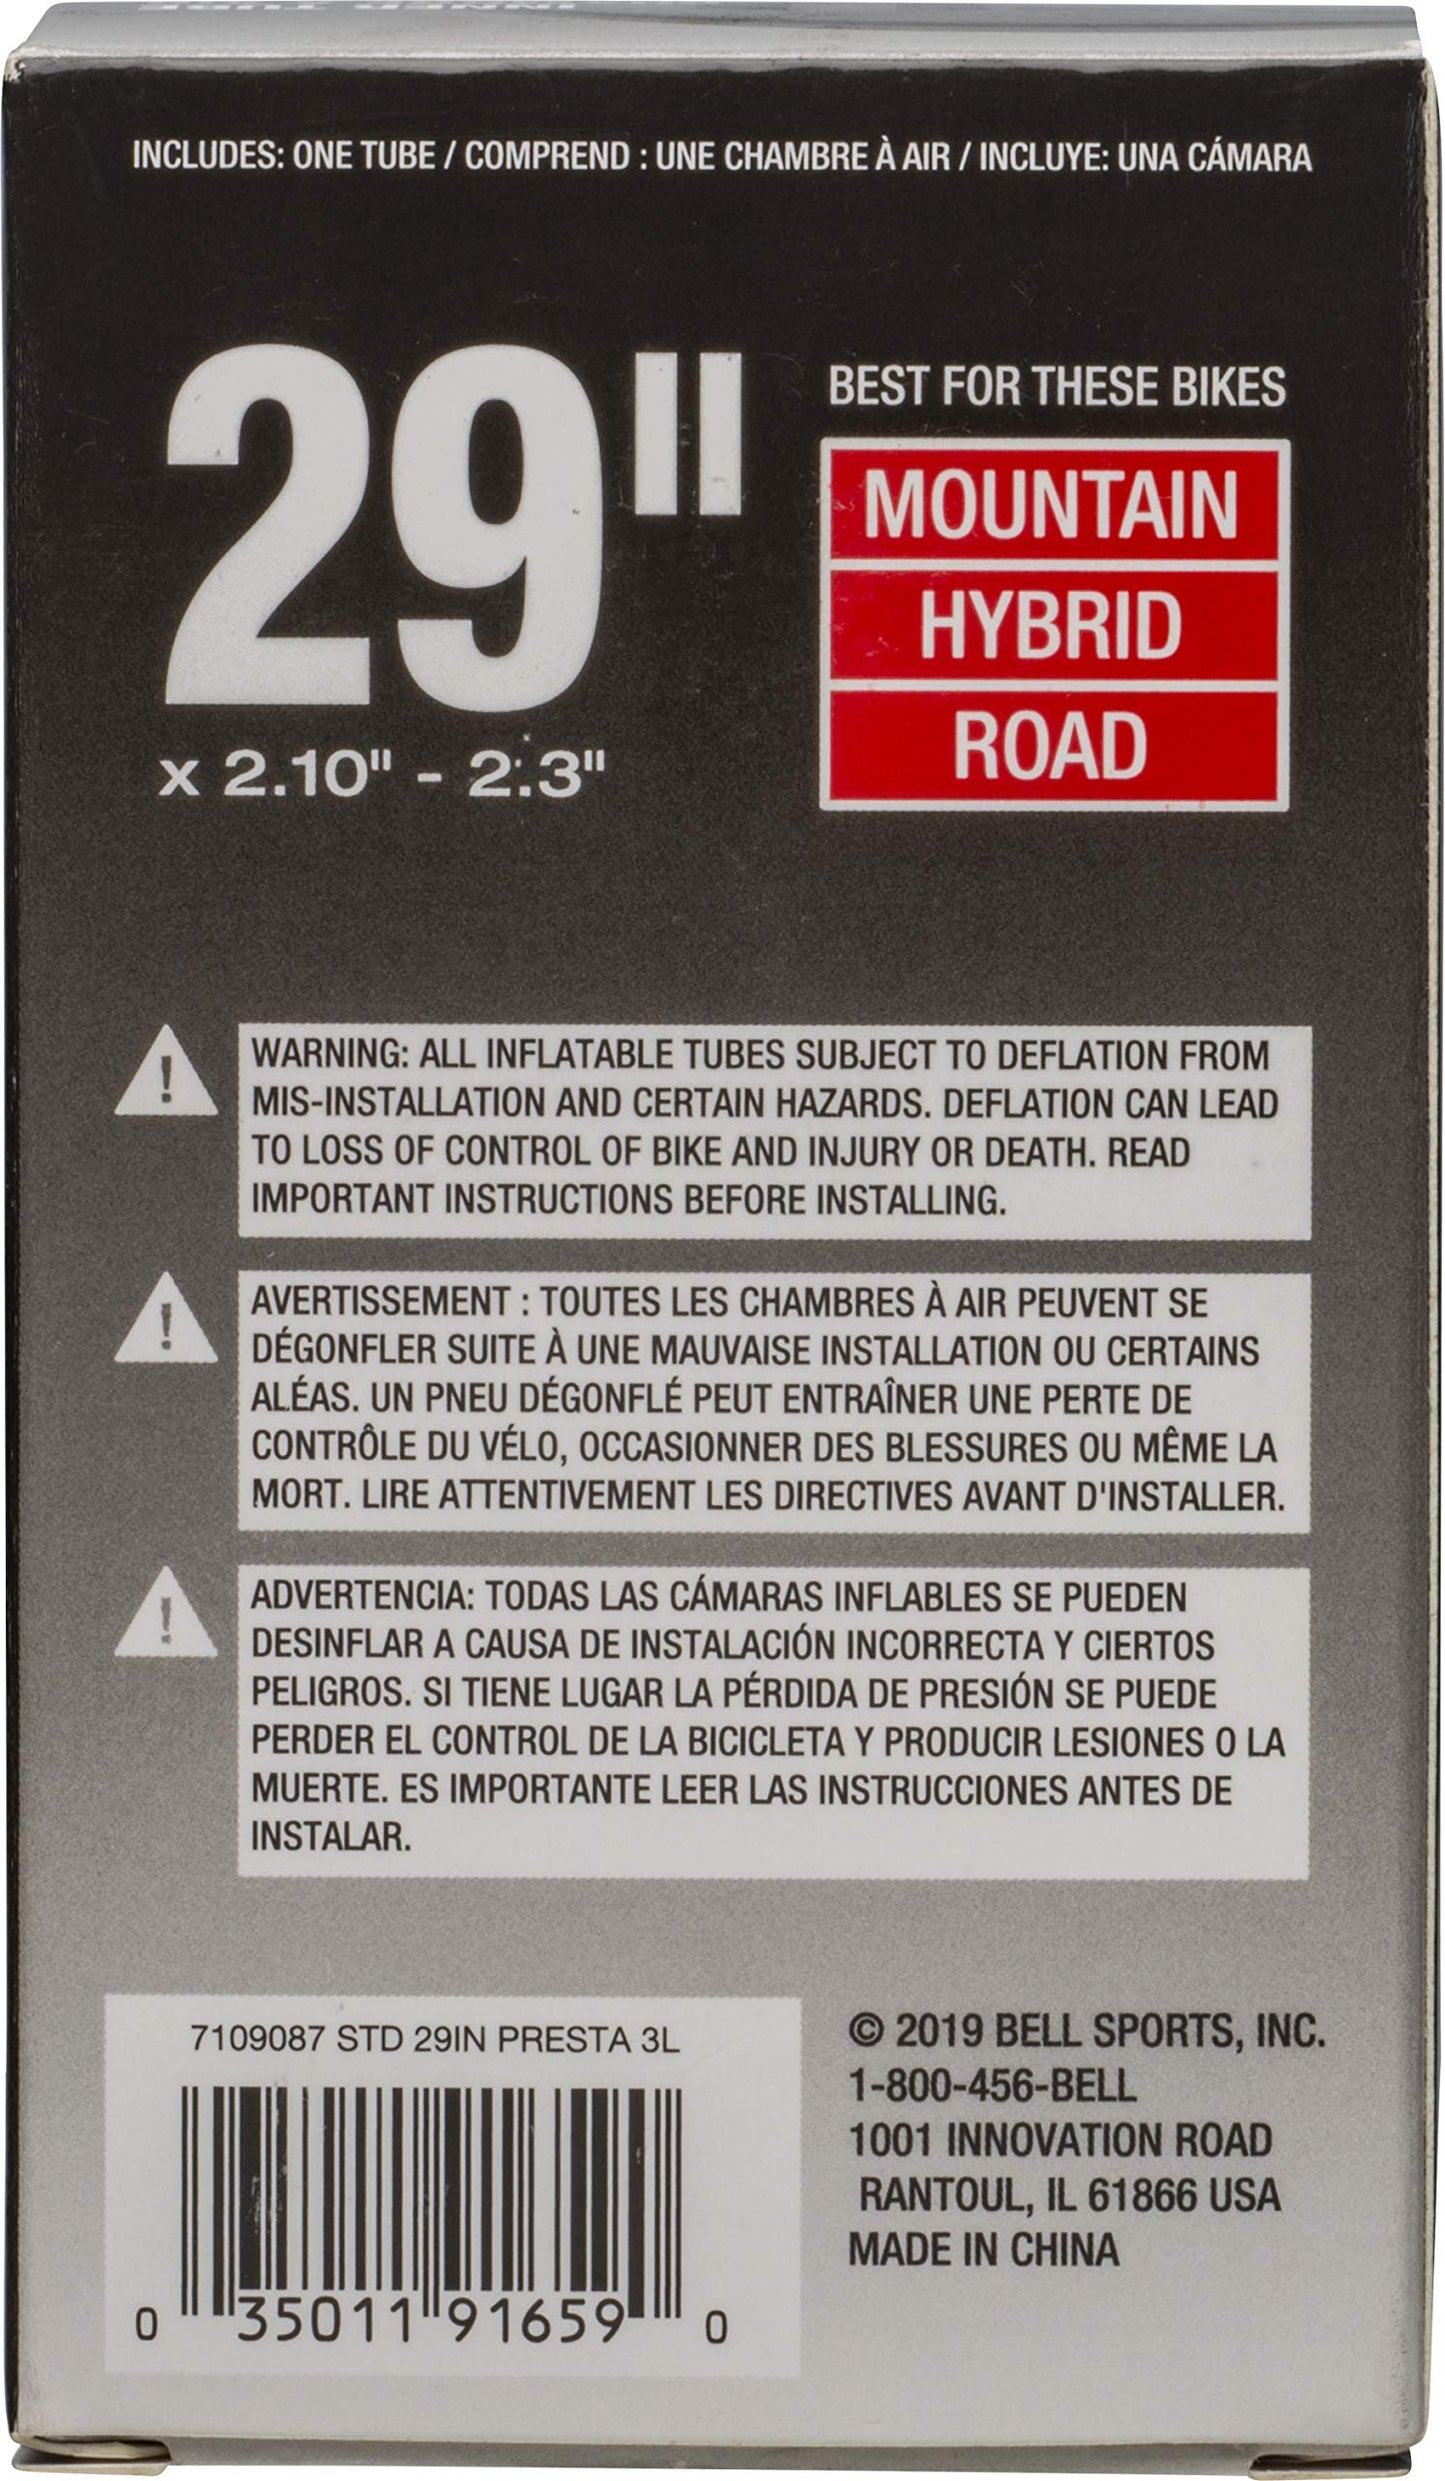 INNER TUBE
INCLUDES: ONE TUBE / COMPREND : UNE CHAMBRE À AIR / INCLUYE: UNA CÁMARA
29"
x 2.10" - 2.3"
BEST FOR THESE BIKES
MOUNTAIN
HYBRID
ROAD
WARNING: ALL INFLATABLE TUBES SUBJECT TO DEFLATION FROM
MIS-INSTALLATION AND CERTAIN HAZARDS. DEFLATION CAN LEAD
TO LOSS OF CONTROL OF BIKE AND INJURY OR DEATH. READ
IMPORTANT INSTRUCTIONS BEFORE INSTALLING.
AVERTISSEMENT : TOUTES LES CHAMBRES À AIR PEUVENT SE
DÉGONFLER SUITE À UNE MAUVAISE INSTALLATION OU CERTAINS
ALÉAS. UN PNEU DÉGONFLÉ PEUT ENTRAÎNER UNE PERTE DE
CONTRÔLE DU VÉLO, OCCASIONNER DES BLESSURES OU MÊME LA
MORT. LIRE ATTENTIVEMENT LES DIRECTIVES AVANT D'INSTALLER.
ADVERTENCIA: TODAS LAS CÁMARAS INFLABLES SE PUEDEN
DESINFLAR A CAUSA DE INSTALACIÓN INCORRECTA Y CIERTOS
PELIGROS. SI TIENE LUGAR LA PÉRDIDA DE PRESIÓN SE PUEDE
PERDER EL CONTROL DE LA BICICLETA Y PRODUCIR LESIONES O LA
MUERTE. ES IMPORTANTE LEER LAS INSTRUCCIONES ANTES DE
INSTALAR.
7109087 STD 29IN PRESTA 3L
0 35011 91659 0
© 2019 BELL SPORTS, INC.
1-800-456-BELL
1001 INNOVATION ROAD
RANTOUL, IL 61866 USA
MADE IN CHINA